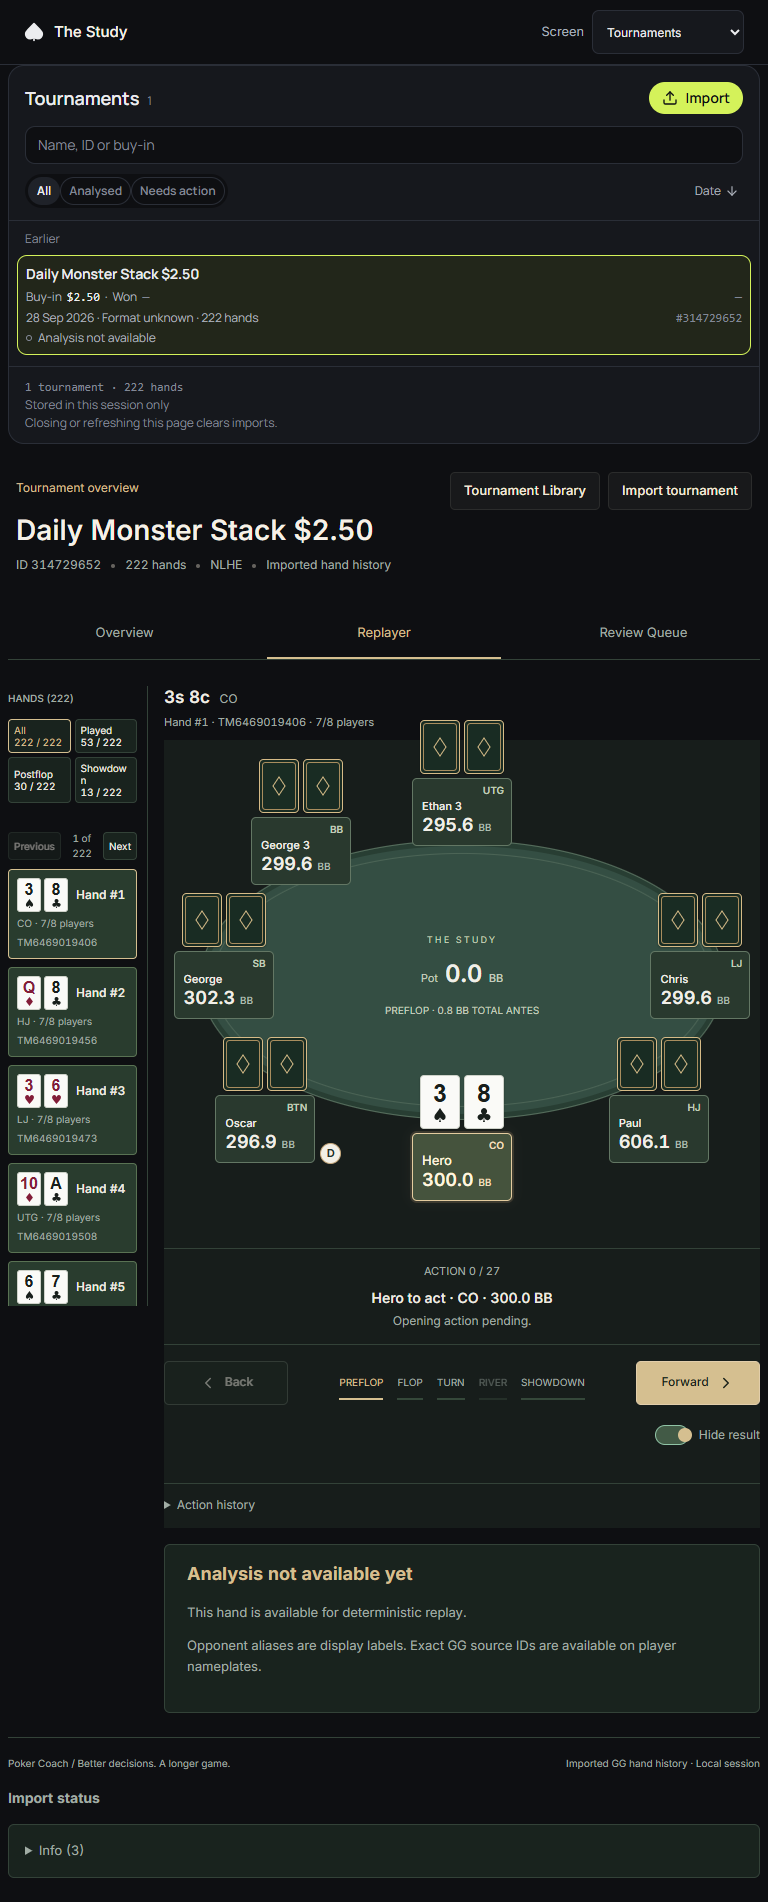 The Study
Screen
Tournaments
Tournaments 1
Import
Name, ID or buy-in
All
Analysed
Needs action
Date ↓
Earlier
Daily Monster Stack $2.50
Buy-in $2.50 · Won —
—
28 Sep 2026 · Format unknown · 222 hands
#314729652
Analysis not available
1 tournament · 222 hands
Stored in this session only
Closing or refreshing this page clears imports.
Tournament overview
Tournament Library
Import tournament
Daily Monster Stack $2.50
ID 314729652 • 222 hands • NLHE • Imported hand history
Overview
Replayer
Review Queue
HANDS (222)
All
222 / 222
Played
53 / 222
Postflop
30 / 222
Showdow
n
13 / 222
Previous
1 of
222
Next
3♠ 8♣ Hand #1
CO · 7/8 players
TM6469019406
Q♦ 8♣ Hand #2
HJ · 7/8 players
TM6469019456
3♥ 6♥ Hand #3
LJ · 7/8 players
TM6469019473
10♦ A♣ Hand #4
UTG · 7/8 players
TM6469019508
6♠ 7♣ Hand #5
3s 8c CO
Hand #1 · TM6469019406 · 7/8 players
UTG
Ethan 3
295.6 BB
BB
George 3
299.6 BB
SB
George
302.3 BB
LJ
Chris
299.6 BB
THE STUDY
Pot 0.0 BB
PREFLOP · 0.8 BB TOTAL ANTES
BTN
Oscar
296.9 BB
D
3♠ 8♣
CO
Hero
300.0 BB
HJ
Paul
606.1 BB
ACTION 0 / 27
Hero to act · CO · 300.0 BB
Opening action pending.
Back
PREFLOP
FLOP
TURN
RIVER
SHOWDOWN
Forward
Hide result
Action history
Analysis not available yet
This hand is available for deterministic replay.
Opponent aliases are display labels. Exact GG source IDs are available on player
nameplates.
Poker Coach / Better decisions. A longer game.
Imported GG hand history · Local session
Import status
Info (3)